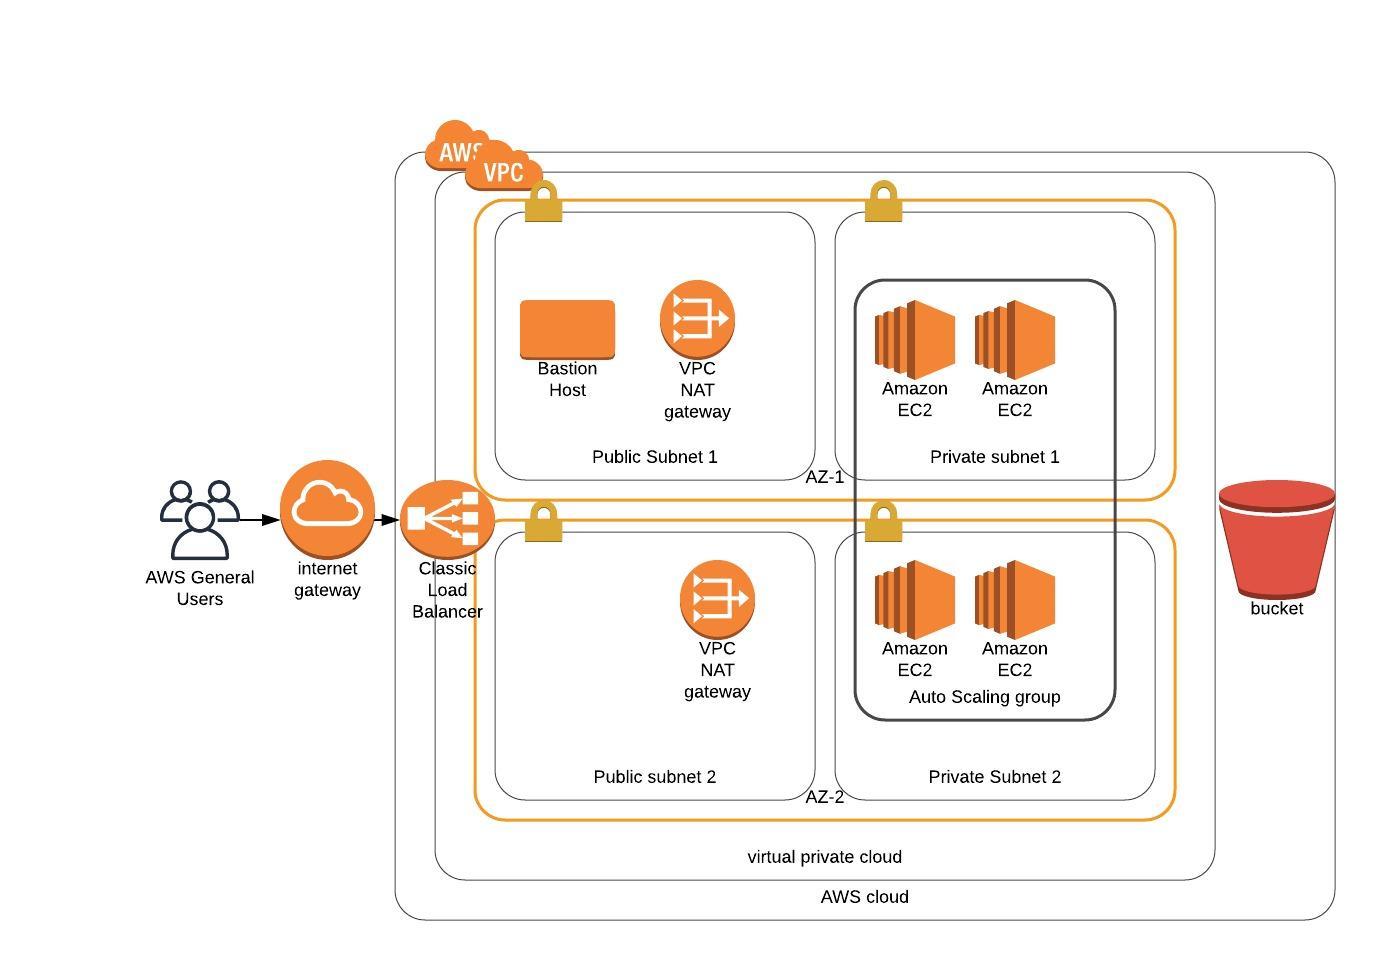 AWS
VPC
Bastion
Host
VPC
NAT
gateway
Public Subnet 1
Amazon
EC2
Amazon
EC2
Private subnet 1
AZ-1
AWS General
Users
internet
gateway
Classic
Load
Balancer
VPC
NAT
gateway
Public subnet 2
Amazon
EC2
Amazon
EC2
Auto Scaling group
Private Subnet 2
AZ-2
bucket
virtual private cloud
AWS cloud